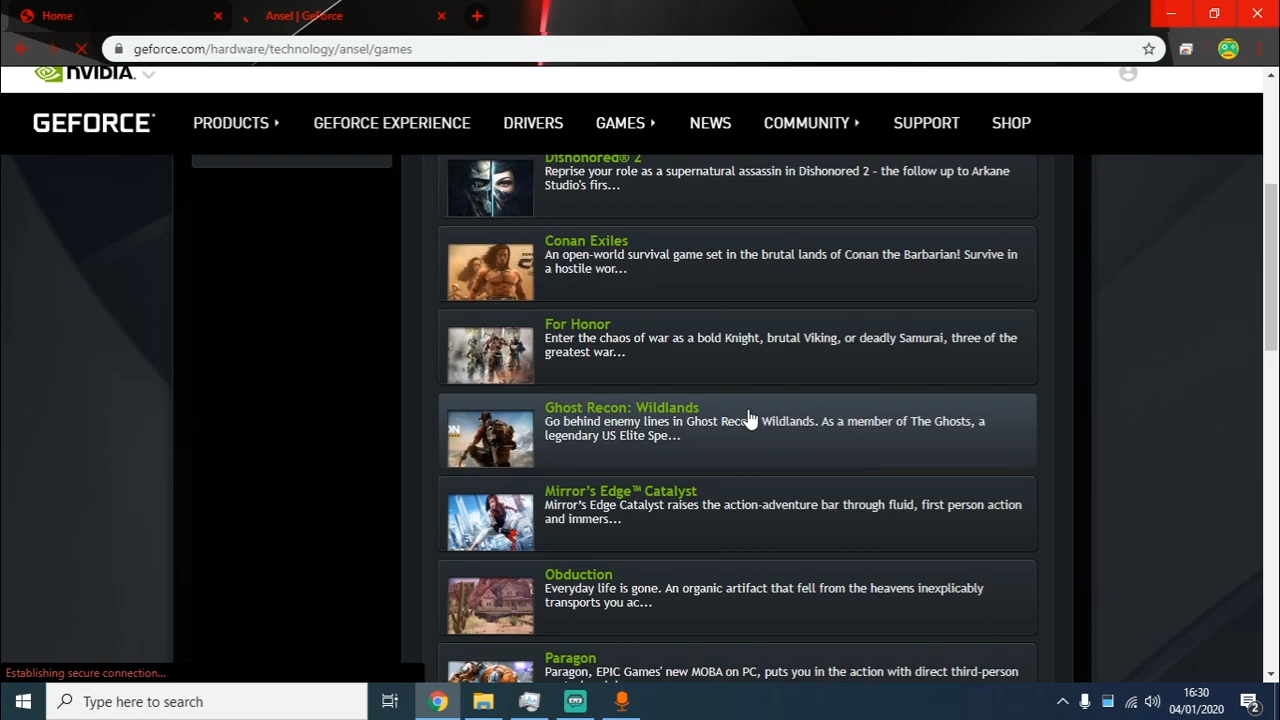 Home
Ansel | GeForce
geforce.com/hardware/technology/ansel/games
NVIDIA.
GEFORCE
PRODUCTS
GEFORCE EXPERIENCE
DRIVERS
GAMES
NEWS
COMMUNITY
SUPPORT
SHOP
Dishonored® 2
Reprise your role as a supernatural assassin in Dishonored 2 - the follow up to Arkane
Studio's firs...
Conan Exiles
An open-world survival game set in the brutal lands of Conan the Barbarian! Survive in
a hostile wor...
For Honor
Enter the chaos of war as a bold Knight, brutal Viking, or deadly Samurai, three of the
greatest war...
Ghost Recon: Wildlands
Go behind enemy lines in Ghost Recon Wildlands. As a member of The Ghosts, a
legendary US Elite Spe...
Mirror's Edge™ Catalyst
Mirror's Edge Catalyst raises the action-adventure bar through fluid, first person action
and immers...
Obduction
Everyday life is gone. An organic artifact that fell from the heavens inexplicably
transports you ac...
Paragon
Paragon, EPIC Games' new MOBA on PC, puts you in the action with direct third-person
Establishing secure connection...
Type here to search
16:30
04/01/2020
2